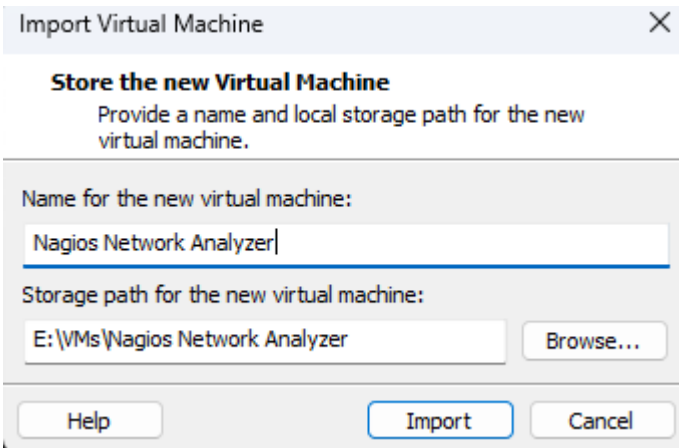 Import Virtual Machine
Store the new Virtual Machine
Provide a name and local storage path for the new
virtual machine.
Name for the new virtual machine:
Nagios Network Analyzer
Storage path for the new virtual machine:
E:\VMs\Nagios Network Analyzer
Browse...
Help
Import
Cancel